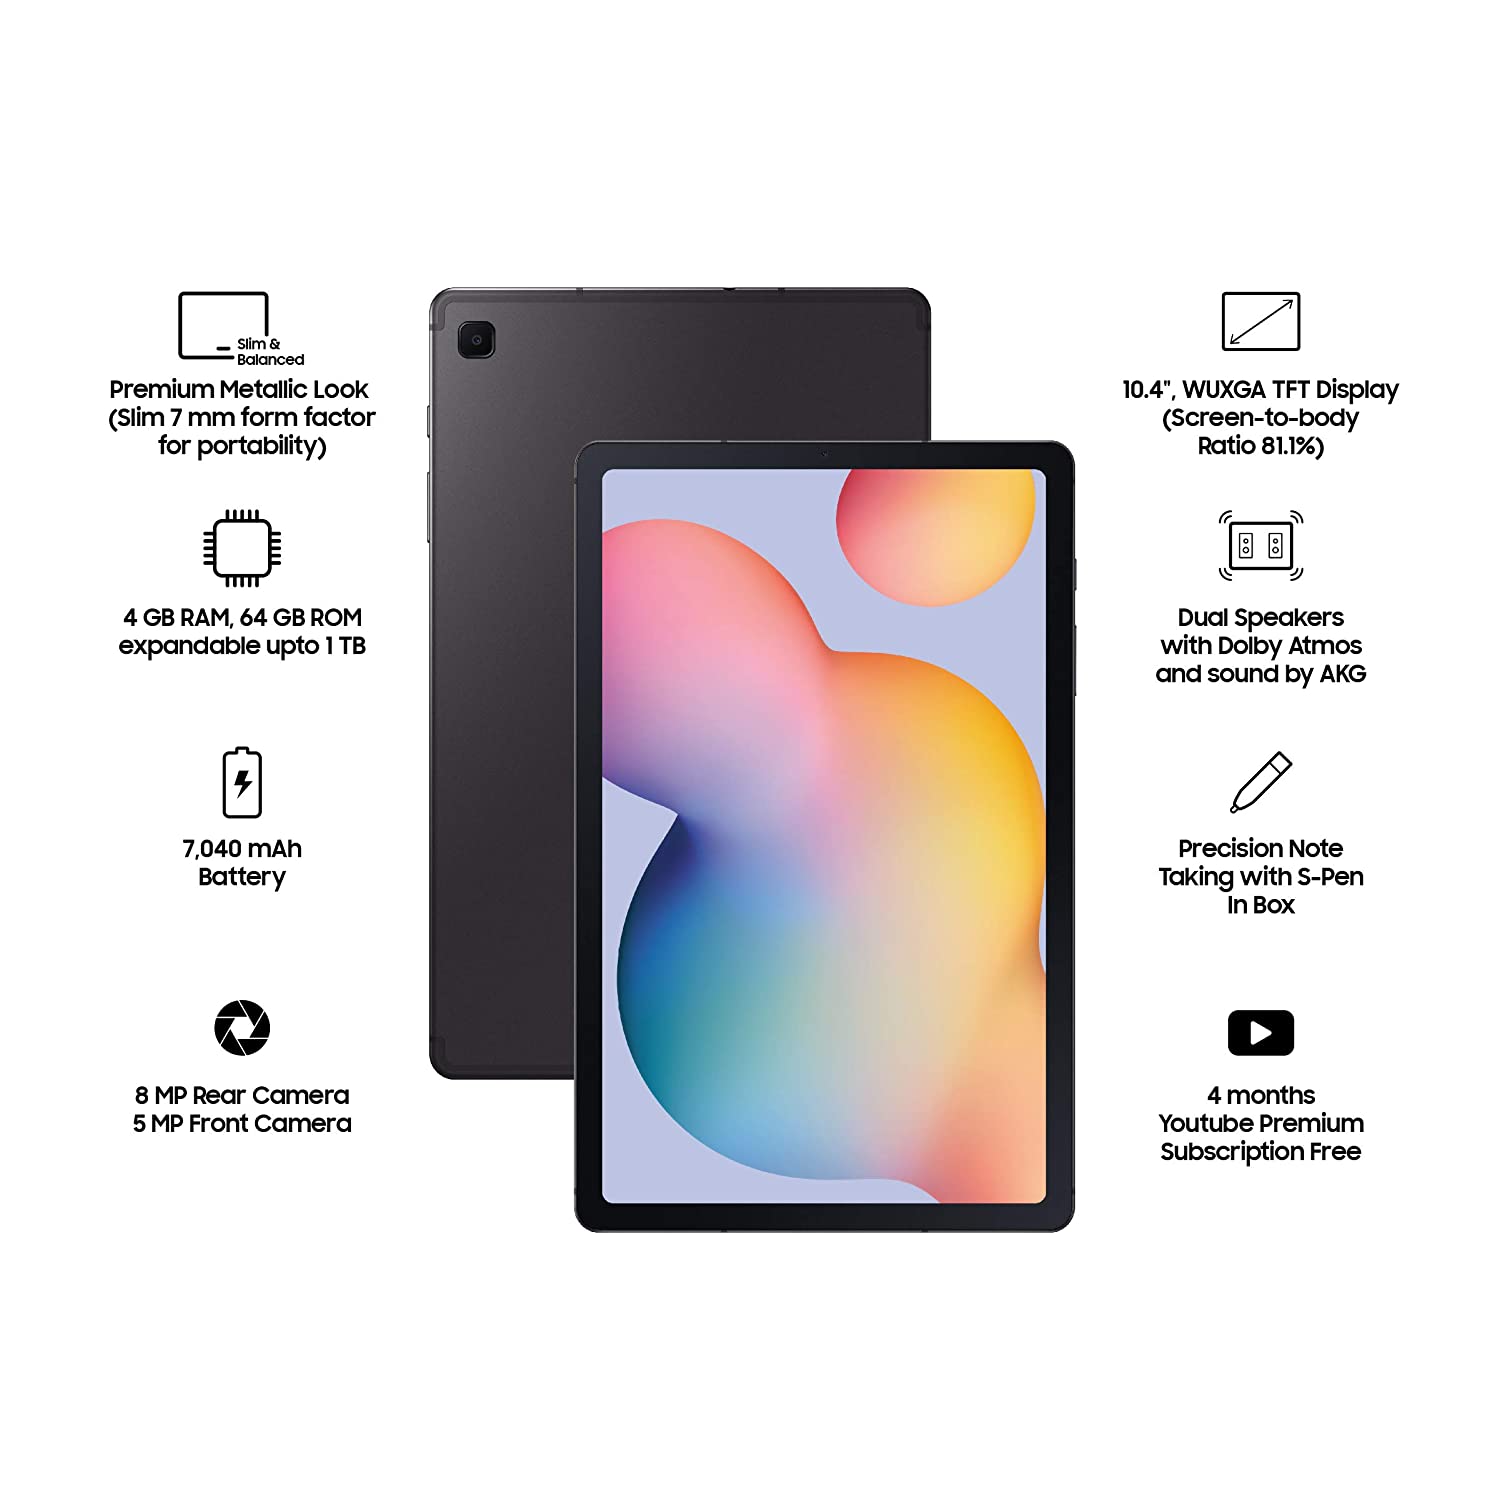 Slim &
Balanced
Premium Metallic Look
(Slim 7 mm form factor
for portability)
4 GB RAM, 64 GB ROM
expandable upto 1 TB
7,040 mAh
Battery
8 MP Rear Camera
5 MP Front Camera
10.4", WUXGA TFT Display
(Screen-to-body
Ratio 81.1%)
Dual Speakers
with Dolby Atmos
and sound by AKG
Precision Note
Taking with S-Pen
In Box
4 months
Youtube Premium
Subscription Free